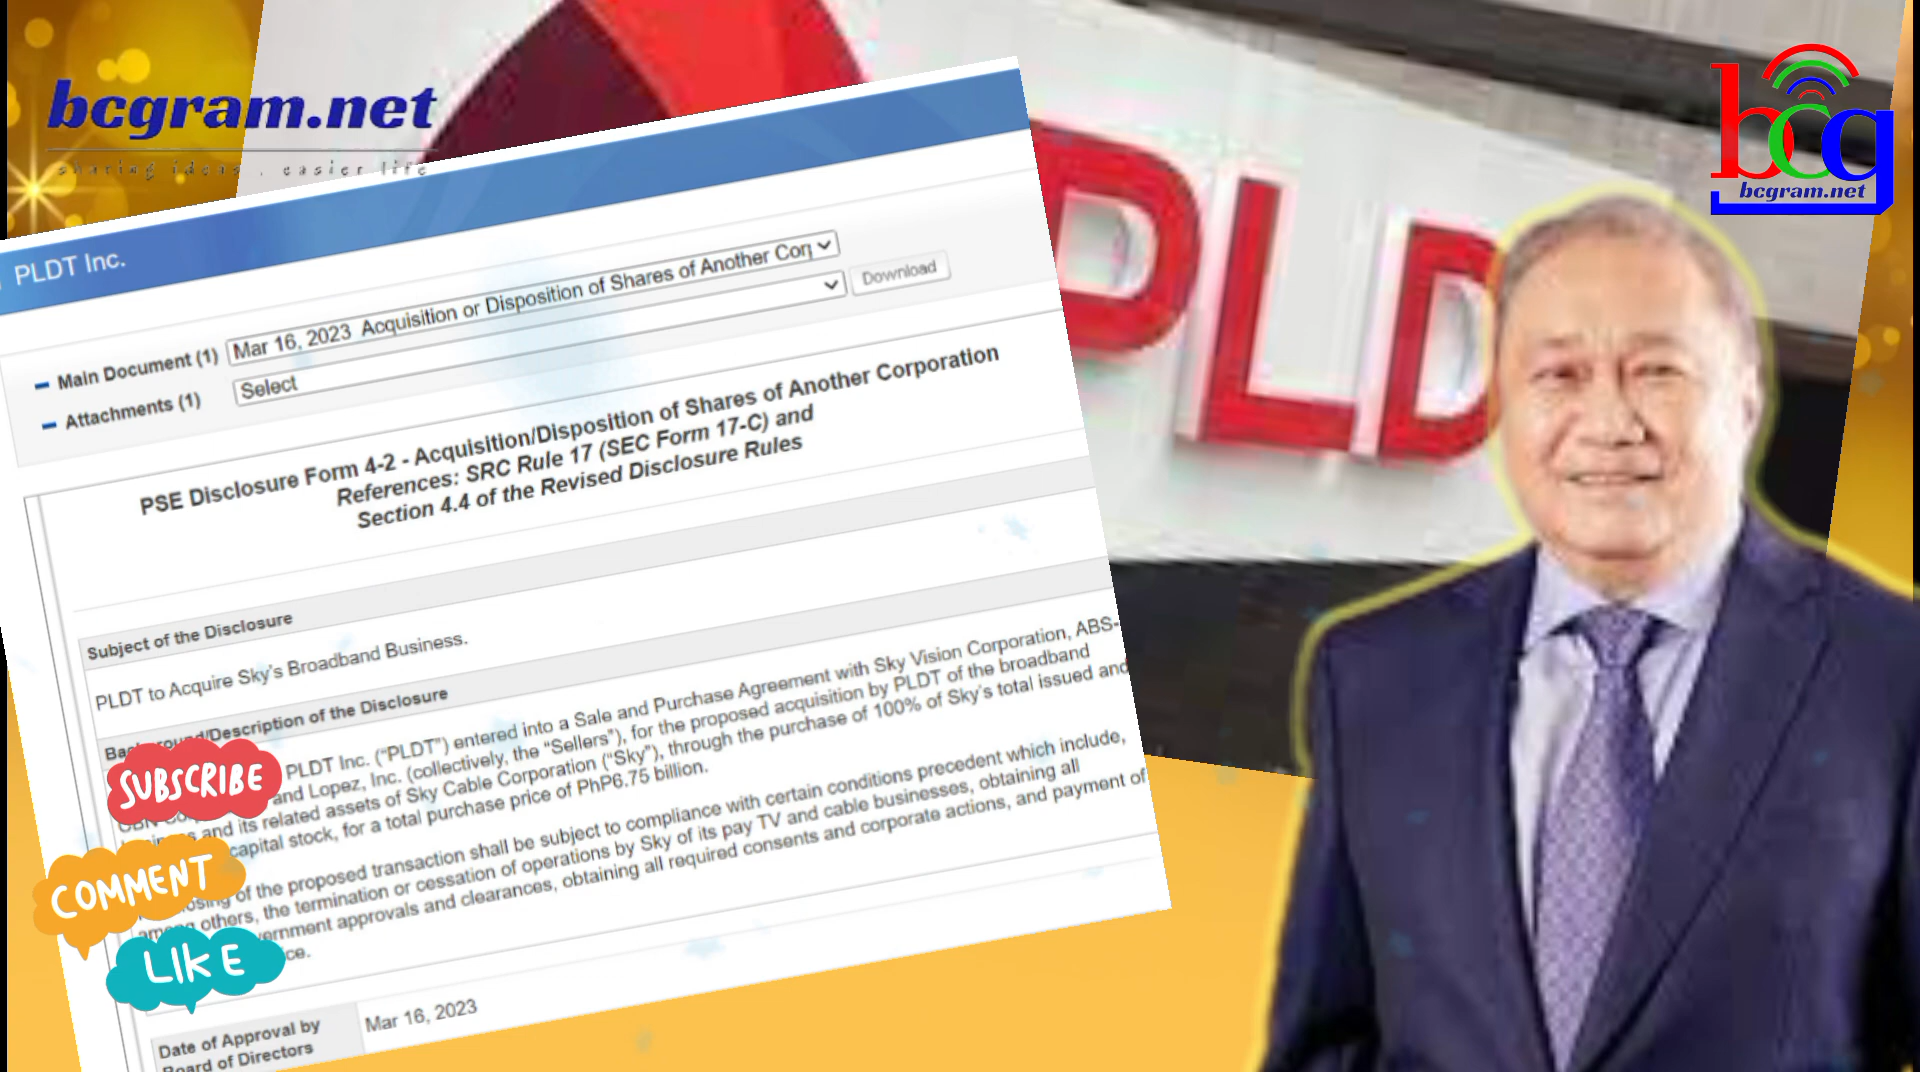 bcgram.net
sharing ideas . easier life
bcg
bcgram.net
PLD
PLDT Inc.
Main Document (1) Mar 16, 2023 Acquisition or Disposition of Shares of Another Corp
Attachments (1) Select Download
PSE Disclosure Form 4-2 - Acquisition/Disposition of Shares of Another Corporation
References: SRC Rule 17 (SEC Form 17-C) and
Section 4.4 of the Revised Disclosure Rules
Subject of the Disclosure
PLDT to Acquire Sky's Broadband Business.
Background/Description of the Disclosure
PLDT Inc. ("PLDT") entered into a Sale and Purchase Agreement with Sky Vision Corporation, ABS-
and Lopez, Inc. (collectively, the "Sellers"), for the proposed acquisition by PLDT of the broadband
and its related assets of Sky Cable Corporation ("Sky"), through the purchase of 100% of Sky's total issued and
capital stock, for a total purchase price of PhP6.75 billion.
of the proposed transaction shall be subject to compliance with certain conditions precedent which include,
among others, the termination or cessation of operations by Sky of its pay TV and cable businesses, obtaining all
ernment approvals and clearances, obtaining all required consents and corporate actions, and payment of
ce.
SUBSCRIBE
COMMENT
LIKE
Date of Approval by
Board of Directors
Mar 16, 2023